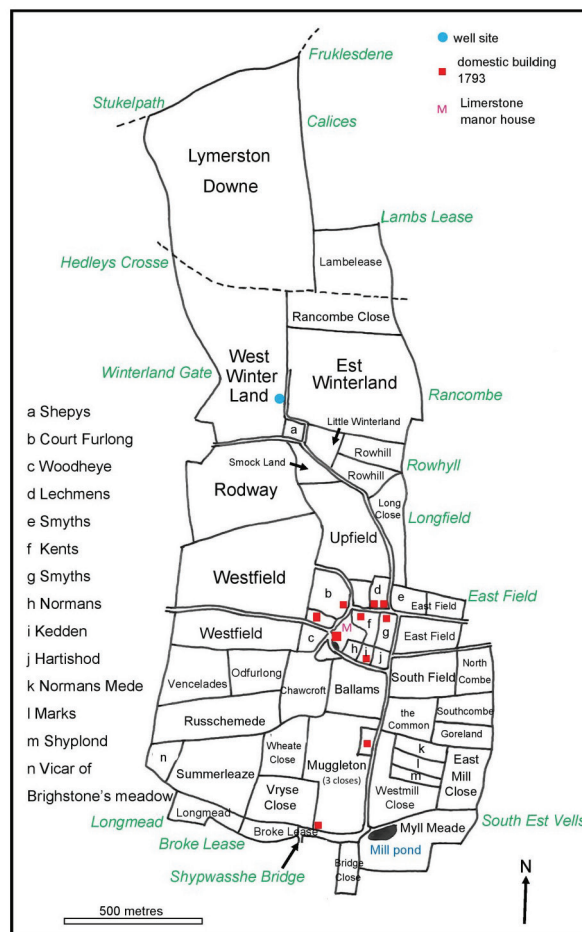 Fruklesdene
well site
domestic building
1793
Limerstone
manor house
M
Stukelpath
Calices
Lymerston
Downe
Lambs Lease
Hedleys Crosse
Lambelease
Rancombe Close
Winterland Gate
West
Winter
Land
Est
Winterland
Rancombe
a Shepys
b Court Furlong
c Woodheye
d Lechmens
e Smyths
f Kents
g Smyths
h Normans
i Kedden
j Hartishod
k Normans Mede
l Marks
m Shyplond
n Vicar of
Brighstone's meadow
a
Little Winterland
Smock Land
Rowhill
Rowhill
Rowhyll
Rodway
Long
Close
Longfield
Upfield
Westfield
b
d
e
East Field
East Field
M
f
g
Westfield
c
h
i
j
East Field
Vencelades
Odfurlong
Chawcroft
Ballams
South Field
North
Combe
Russchemede
the
Common
Southcombe
Goreland
n
Summerleaze
Wheate
Close
Muggleton
(3 closes)
k
l
m
East
Mill
Close
Vryse
Close
Westmill
Close
Longmead
Longmead
Broke Lease
Broke Lease
Myll Meade
South Est Vells
Mill pond
Shypwasshe Bridge
Bridge
Close
N
500 metres